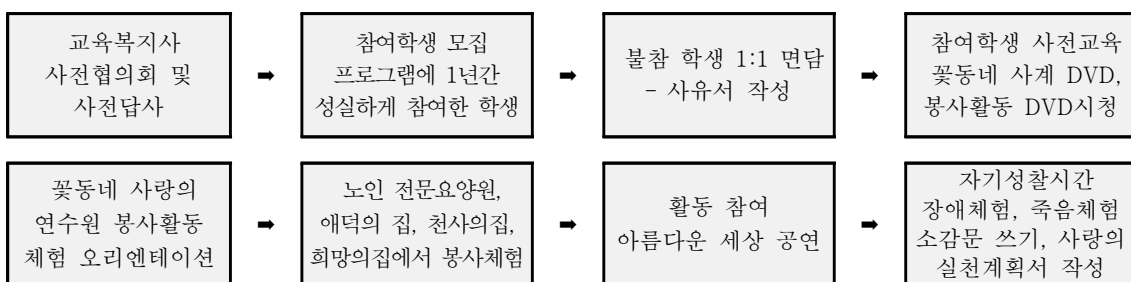 교육복지사
사전협의회 및
사전답사
➡
참여학생 모집
프로그램에 1년간
성실하게 참여한 학생
➡
불참 학생 1:1 면담
- 사유서 작성
➡
참여학생 사전교육
꽃동네 사계 DVD,
봉사활동 DVD시청
꽃동네 사랑의
연수원 봉사활동
체험 오리엔테이션
➡
노인 전문요양원,
애덕의 집, 천사의집,
희망의집에서 봉사체험
➡
활동 참여
아름다운 세상 공연
➡
자기성찰시간
장애체험, 죽음체험
소감문 쓰기, 사랑의
실천계획서 작성